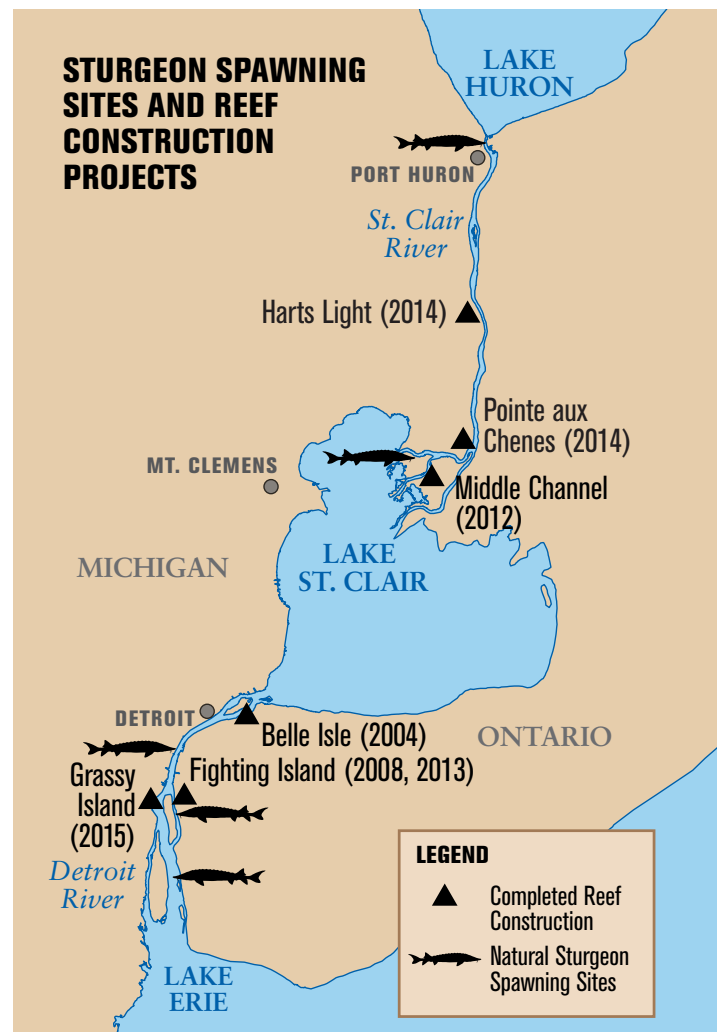 STURGEON SPAWNING
SITES AND REEF
CONSTRUCTION
PROJECTS
LAKE
HURON
PORT HURON
St. Clair
River
Harts Light (2014)
Pointe aux
Chenes (2014)
MT. CLEMENS
Middle Channel
(2012)
MICHIGAN
LAKE
ST. CLAIR
DETROIT
Belle Isle (2004)
ONTARIO
Fighting Island (2008, 2013)
Grassy
Island
(2015)
Detroit
River
LAKE
ERIE
LEGEND
Completed Reef
Construction
Natural Sturgeon
Spawning Sites